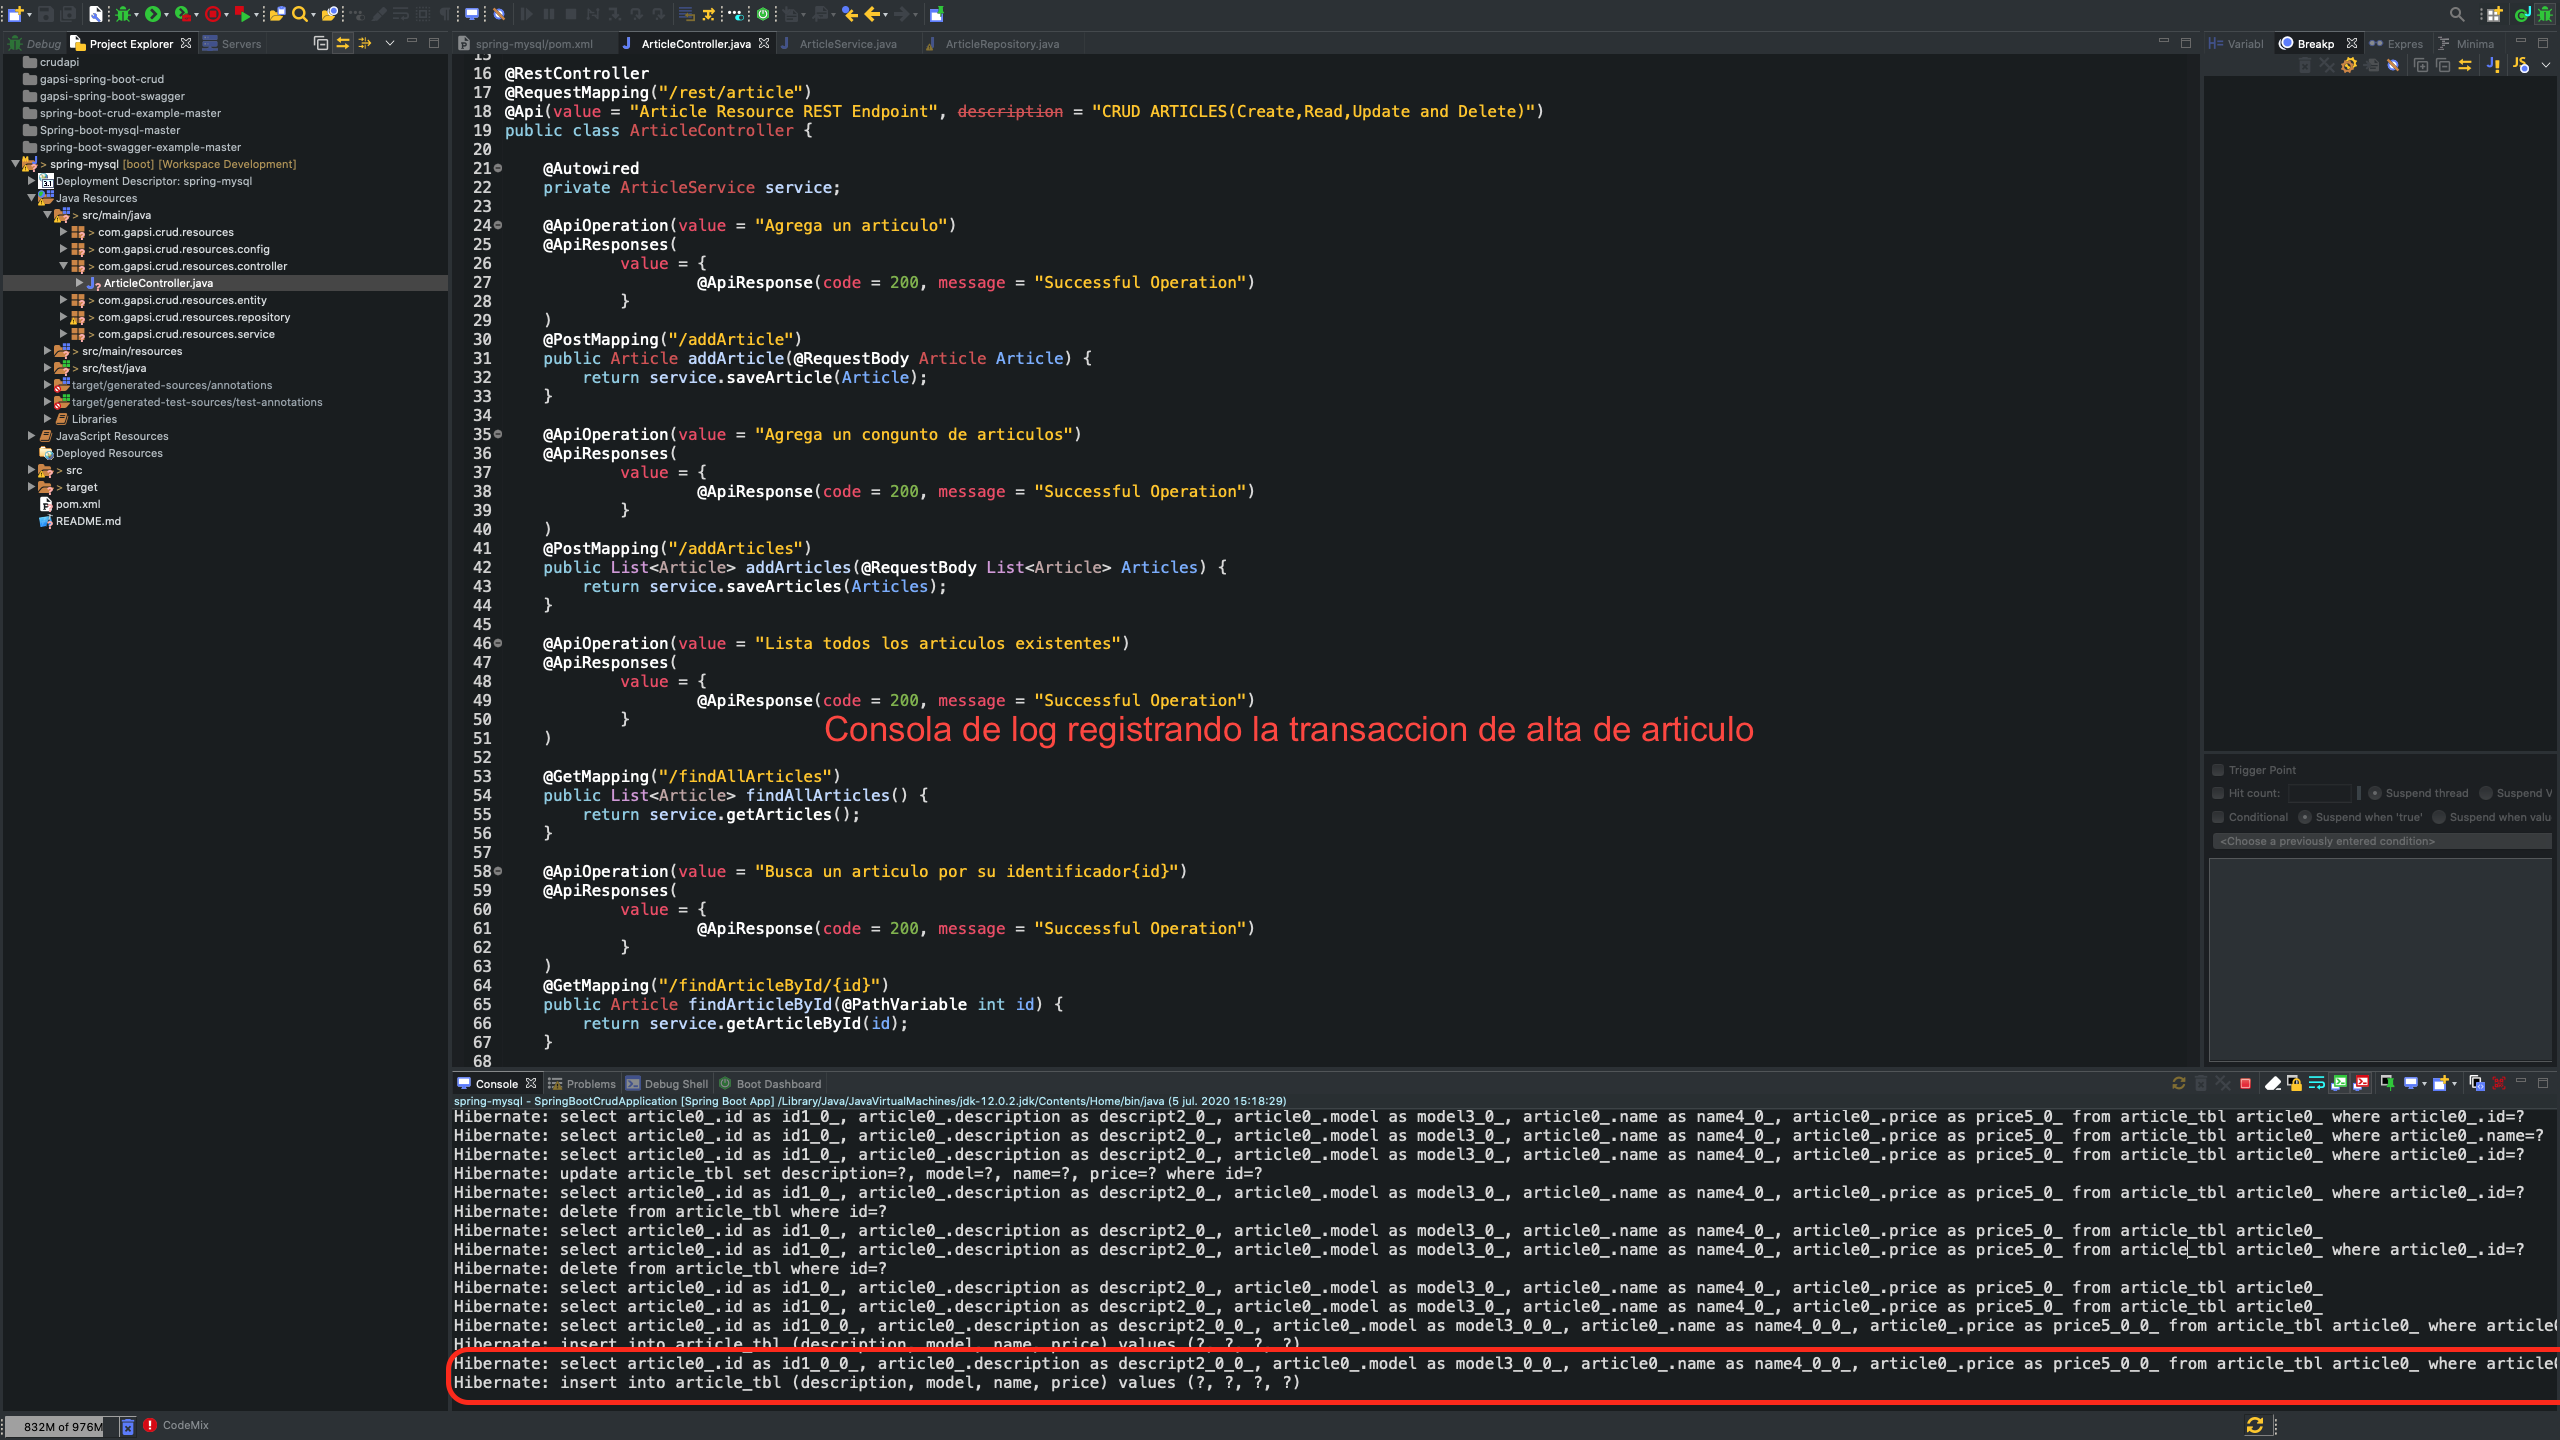 Debug Project Explorer Servers
crudapi
gapsi-spring-boot-crud
gapsi-spring-boot-swagger
spring-boot-crud-example-master
Spring-boot-mysql-master
spring-boot-swagger-example-master
> spring-mysql [boot] [Workspace Development]
Deployment Descriptor: spring-mysql
Java Resources
> src/main/java
> com.gapsi.crud.resources
> com.gapsi.crud.resources.config
> com.gapsi.crud.resources.controller
ArticleController.java
> com.gapsi.crud.resources.entity
> com.gapsi.crud.resources.repository
> com.gapsi.crud.resources.service
> src/main/resources
> src/test/java
target/generated-sources/annotations
target/generated-test-sources/test-annotations
Libraries
JavaScript Resources
Deployed Resources
> src
> target
pom.xml
README.md
spring-mysql/pom.xml ArticleController.java ArticleService.java ArticleRepository.java
15
16 @RestController
17 @RequestMapping("/rest/article")
18 @Api(value = "Article Resource REST Endpoint", description = "CRUD ARTICLES(Create,Read,Update and Delete)")
19 public class ArticleController {
20
21 @Autowired
22 private ArticleService service;
23
24 @ApiOperation(value = "Agrega un articulo")
25 @ApiResponses(
26 value = {
27 @ApiResponse(code = 200, message = "Successful Operation")
28 }
29 )
30 @PostMapping("/addArticle")
31 public Article addArticle(@RequestBody Article Article) {
32 return service.saveArticle(Article);
33 }
34
35 @ApiOperation(value = "Agrega un congunto de articulos")
36 @ApiResponses(
37 value = {
38 @ApiResponse(code = 200, message = "Successful Operation")
39 }
40 )
41 @PostMapping("/addArticles")
42 public List<Article> addArticles(@RequestBody List<Article> Articles) {
43 return service.saveArticles(Articles);
44 }
45
46 @ApiOperation(value = "Lista todos los articulos existentes")
47 @ApiResponses(
48 value = {
49 @ApiResponse(code = 200, message = "Successful Operation")
50 }
Consola de log registrando la transaccion de alta de articulo
51 )
52
53 @GetMapping("/findAllArticles")
54 public List<Article> findAllArticles() {
55 return service.getArticles();
56 }
57
58 @ApiOperation(value = "Busca un articulo por su identificador{id}")
59 @ApiResponses(
60 value = {
61 @ApiResponse(code = 200, message = "Successful Operation")
62 }
63 )
64 @GetMapping("/findArticleById/{id}")
65 public Article findArticleById(@PathVariable int id) {
66 return service.getArticleById(id);
67 }
68
Variabl Breakp Expres Minima
Trigger Point
Hit count: Suspend thread Suspend V
Conditional Suspend when 'true' Suspend when valu
<Choose a previously entered condition>
Console Problems Debug Shell Boot Dashboard
spring-mysql - SpringBootCrudApplication [Spring Boot App] /Library/Java/JavaVirtualMachines/jdk-12.0.2.jdk/Contents/Home/bin/java (5 jul. 2020 15:18:29)
Hibernate: select article0_.id as id1_0_, article0_.description as descript2_0_, article0_.model as model3_0_, article0_.name as name4_0_, article0_.price as price5_0_ from article_tbl article0_ where article0_.id=?
Hibernate: select article0_.id as id1_0_, article0_.description as descript2_0_, article0_.model as model3_0_, article0_.name as name4_0_, article0_.price as price5_0_ from article_tbl article0_ where article0_.name=?
Hibernate: select article0_.id as id1_0_, article0_.description as descript2_0_, article0_.model as model3_0_, article0_.name as name4_0_, article0_.price as price5_0_ from article_tbl article0_ where article0_.id=?
Hibernate: update article_tbl set description=?, model=?, name=?, price=? where id=?
Hibernate: select article0_.id as id1_0_, article0_.description as descript2_0_, article0_.model as model3_0_, article0_.name as name4_0_, article0_.price as price5_0_ from article_tbl article0_ where article0_.id=?
Hibernate: delete from article_tbl where id=?
Hibernate: select article0_.id as id1_0_, article0_.description as descript2_0_, article0_.model as model3_0_, article0_.name as name4_0_, article0_.price as price5_0_ from article_tbl article0_
Hibernate: select article0_.id as id1_0_, article0_.description as descript2_0_, article0_.model as model3_0_, article0_.name as name4_0_, article0_.price as price5_0_ from article_tbl article0_ where article0_.id=?
Hibernate: delete from article_tbl where id=?
Hibernate: select article0_.id as id1_0_, article0_.description as descript2_0_, article0_.model as model3_0_, article0_.name as name4_0_, article0_.price as price5_0_ from article_tbl article0_
Hibernate: select article0_.id as id1_0_, article0_.description as descript2_0_, article0_.model as model3_0_, article0_.name as name4_0_, article0_.price as price5_0_ from article_tbl article0_
Hibernate: select article0_.id as id1_0_0_, article0_.description as descript2_0_0_, article0_.model as model3_0_0_, article0_.name as name4_0_0_, article0_.price as price5_0_0_ from article_tbl article0_ where article
Hibernate: insert into article_tbl (description, model, name, price) values (?, ?, ?, ?)
Hibernate: select article0_.id as id1_0_0_, article0_.description as descript2_0_0_, article0_.model as model3_0_0_, article0_.name as name4_0_0_, article0_.price as price5_0_0_ from article_tbl article0_ where article
Hibernate: insert into article_tbl (description, model, name, price) values (?, ?, ?, ?)
832M of 976M CodeMix